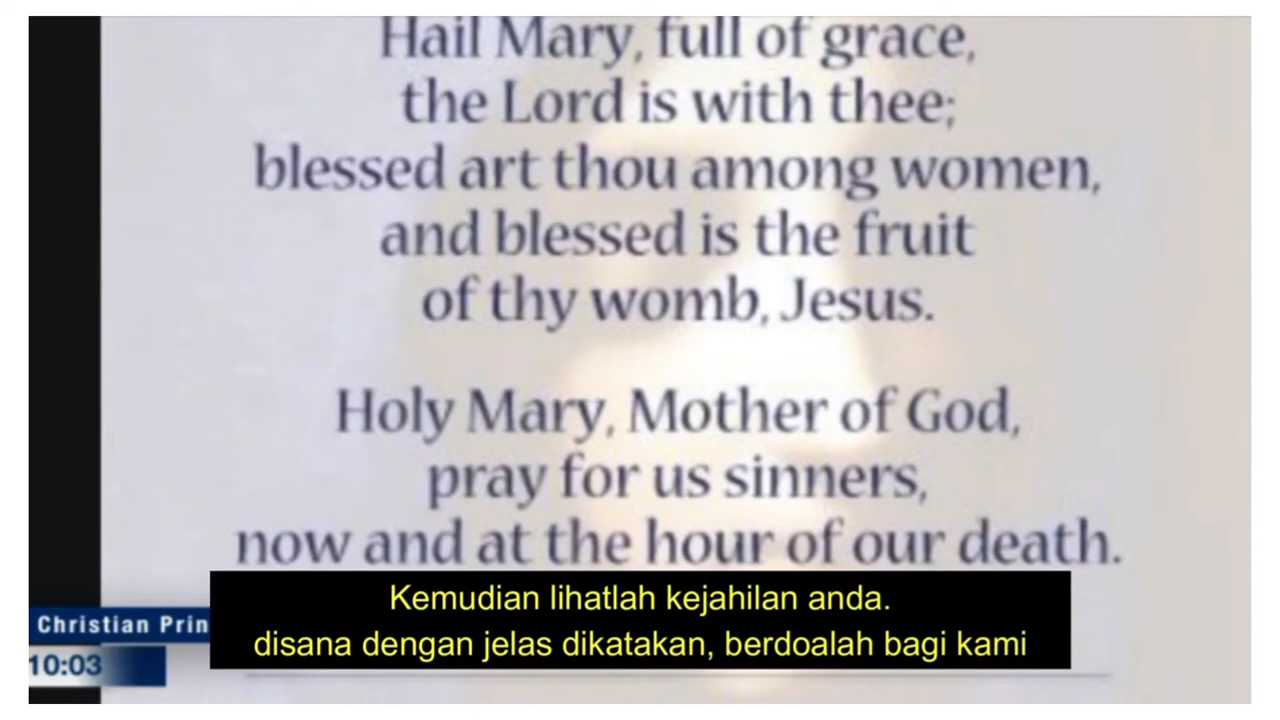 Hail Mary, full of grace,
the Lord is with thee;
blessed art thou among women,
and blessed is the fruit
of thy womb, Jesus.
Holy Mary, Mother of God,
pray for us sinners,
now and at the hour of our death.
Kemudian lihatlah kejahilan anda.
disana dengan jelas dikatakan, berdoalah bagi kami
Christian Prin
10:03